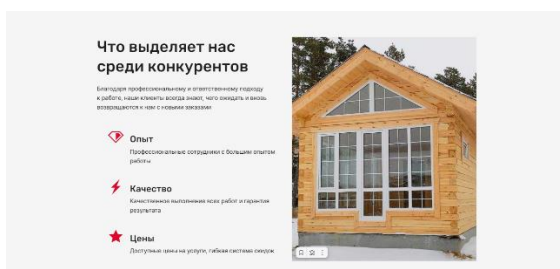 Что выделяет нас
среди конкурентов
Благодаря профессиональному и ответственному подходу
к работе, наши клиенты всегда знают, чего ожидать и вновь
возвращаются к нам с новыми заказами
Опыт
Профессиональные сотрудники с большим опытом
работы
Качество
Качественное выполнение всех работ и гарантия
результата
Цены
Доступные цены на услуги, гибкая система скидок